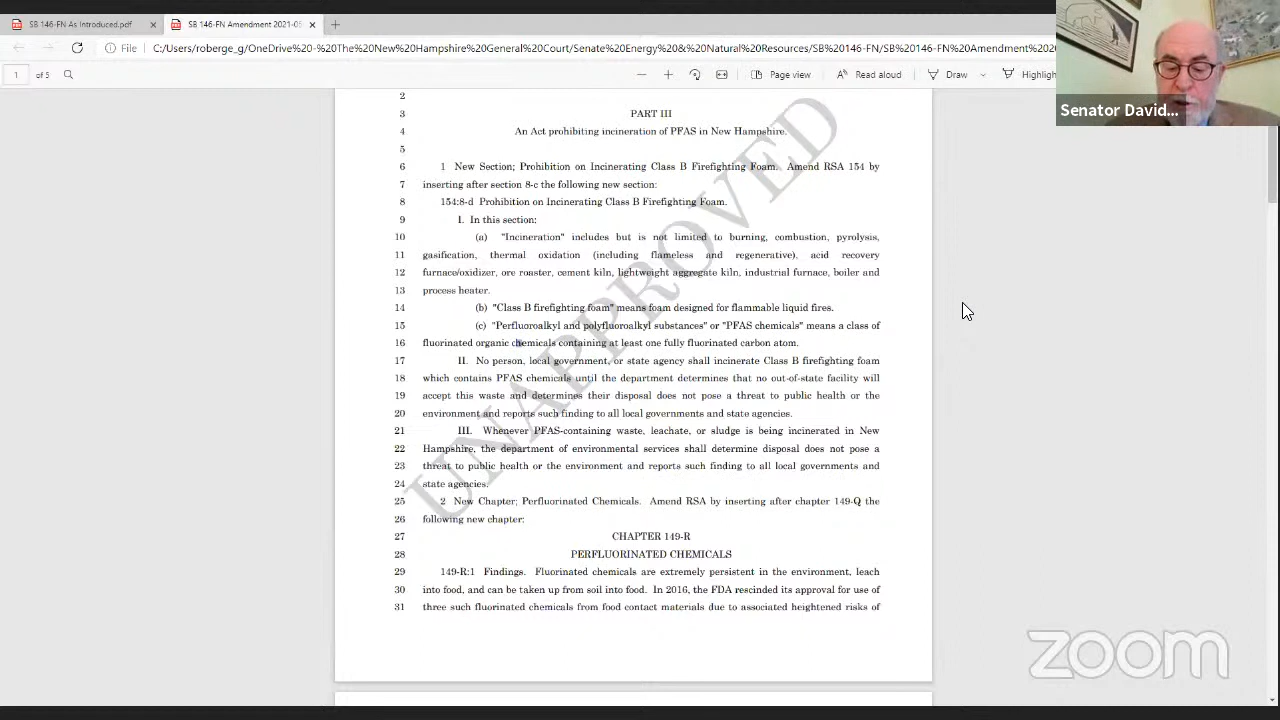 SB 146-FN As Introduced.pdf
SB 146-FN Amendment 2021-05
File
C:/Users/roberge_g/OneDrive%20-%20The%20New%20Hampshire%20General%20Court/Senate%20Energy%20&%20Natural%20Resources/SB%20146-FN/SB%20146-FN%20Amendment%20
1 of 5
Page view
Read aloud
Draw
Highligh
Senator David...
2
3 PART III
4 An Act prohibiting incineration of PFAS in New Hampshire.
5
6 1 New Section; Prohibition on Incinerating Class B Firefighting Foam. Amend RSA 154 by
7 inserting after section 8-c the following new section:
8 154:8-d Prohibition on Incinerating Class B Firefighting Foam.
9 I. In this section:
10 (a) "Incineration" includes but is not limited to burning, combustion, pyrolysis,
11 gasification, thermal oxidation (including flameless and regenerative), acid recovery
12 furnace/oxidizer, ore roaster, cement kiln, lightweight aggregate kiln, industrial furnace, boiler and
13 process heater.
14 (b) "Class B firefighting foam" means foam designed for flammable liquid fires.
15 (c) "Perfluoroalkyl and polyfluoroalkyl substances" or "PFAS chemicals" means a class of
16 fluorinated organic chemicals containing at least one fully fluorinated carbon atom.
17 II. No person, local government, or state agency shall incinerate Class B firefighting foam
18 which contains PFAS chemicals until the department determines that no out-of-state facility will
19 accept this waste and determines their disposal does not pose a threat to public health or the
20 environment and reports such finding to all local governments and state agencies.
21 III. Whenever PFAS-containing waste, leachate, or sludge is being incinerated in New
22 Hampshire, the department of environmental services shall determine disposal does not pose a
23 threat to public health or the environment and reports such finding to all local governments and
24 state agencies.
25 2 New Chapter; Perfluorinated Chemicals. Amend RSA by inserting after chapter 149-Q the
26 following new chapter:
27 CHAPTER 149-R
28 PERFLUORINATED CHEMICALS
29 149-R:1 Findings. Fluorinated chemicals are extremely persistent in the environment, leach
30 into food, and can be taken up from soil into food. In 2016, the FDA rescinded its approval for use of
31 three such fluorinated chemicals from food contact materials due to associated heightened risks of
UNAPPROVED
zoom